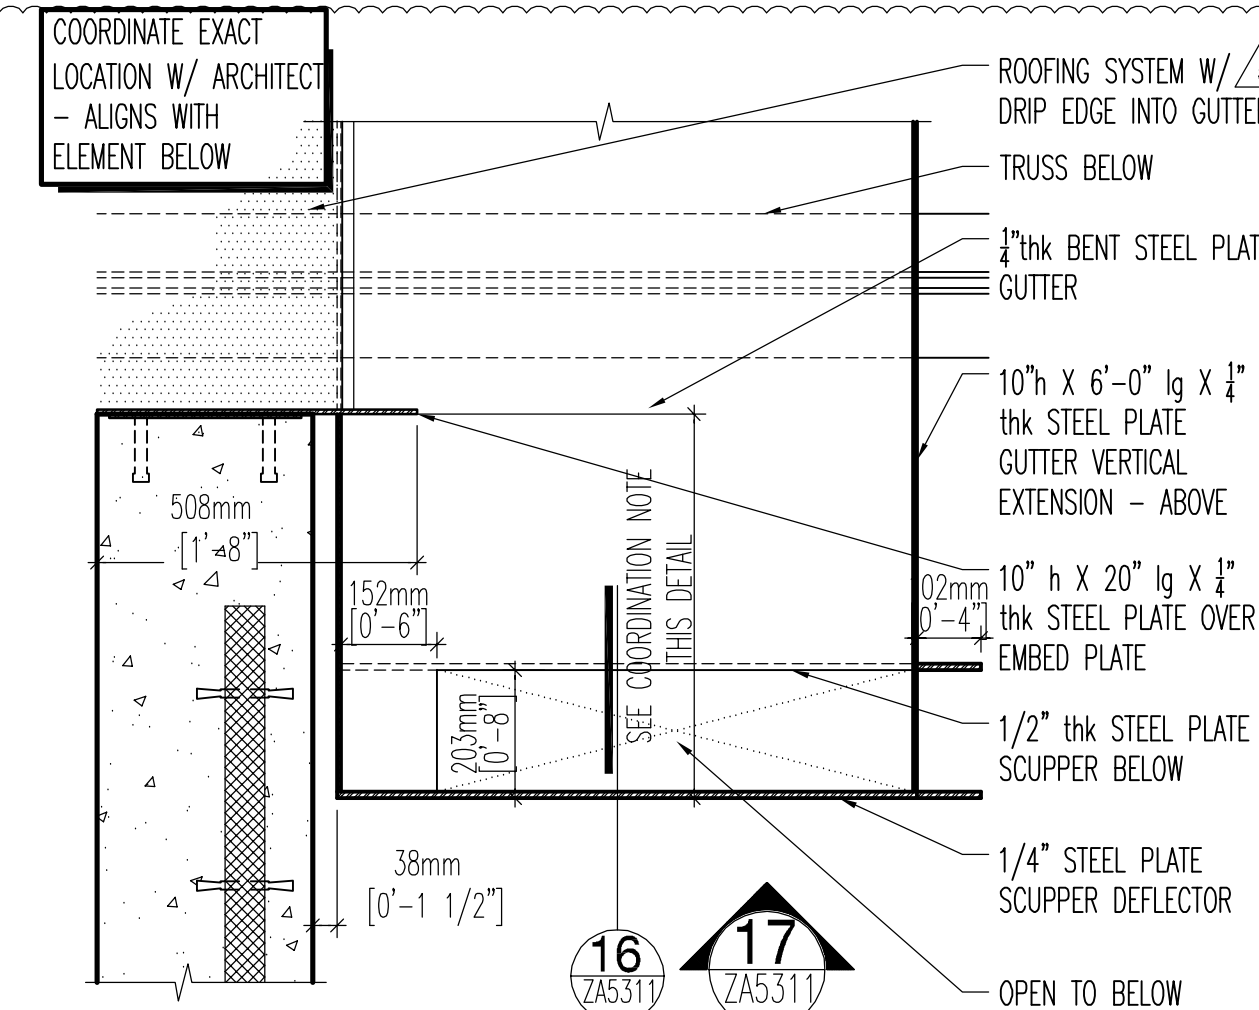 COORDINATE EXACT
LOCATION W/ ARCHITECT
- ALIGNS WITH
ELEMENT BELOW
ROOFING SYSTEM W/
DRIP EDGE INTO GUTTE
TRUSS BELOW
1/4"thk BENT STEEL PLAT
GUTTER
10"h X 6'-0" lg X 1/4"
thk STEEL PLATE
GUTTER VERTICAL
EXTENSION - ABOVE
10" h X 20" lg X 1/4"
thk STEEL PLATE OVER
EMBED PLATE
1/2" thk STEEL PLATE
SCUPPER BELOW
1/4" STEEL PLATE
SCUPPER DEFLECTOR
OPEN TO BELOW
508mm
[1'-8"]
152mm
[0'-6"]
02mm
0'-4"]
203mm
[0'-8"]
SEE COORDINATION NOTE
THIS DETAIL
38mm
[0'-1 1/2"]
16
ZA5311
17
ZA5311